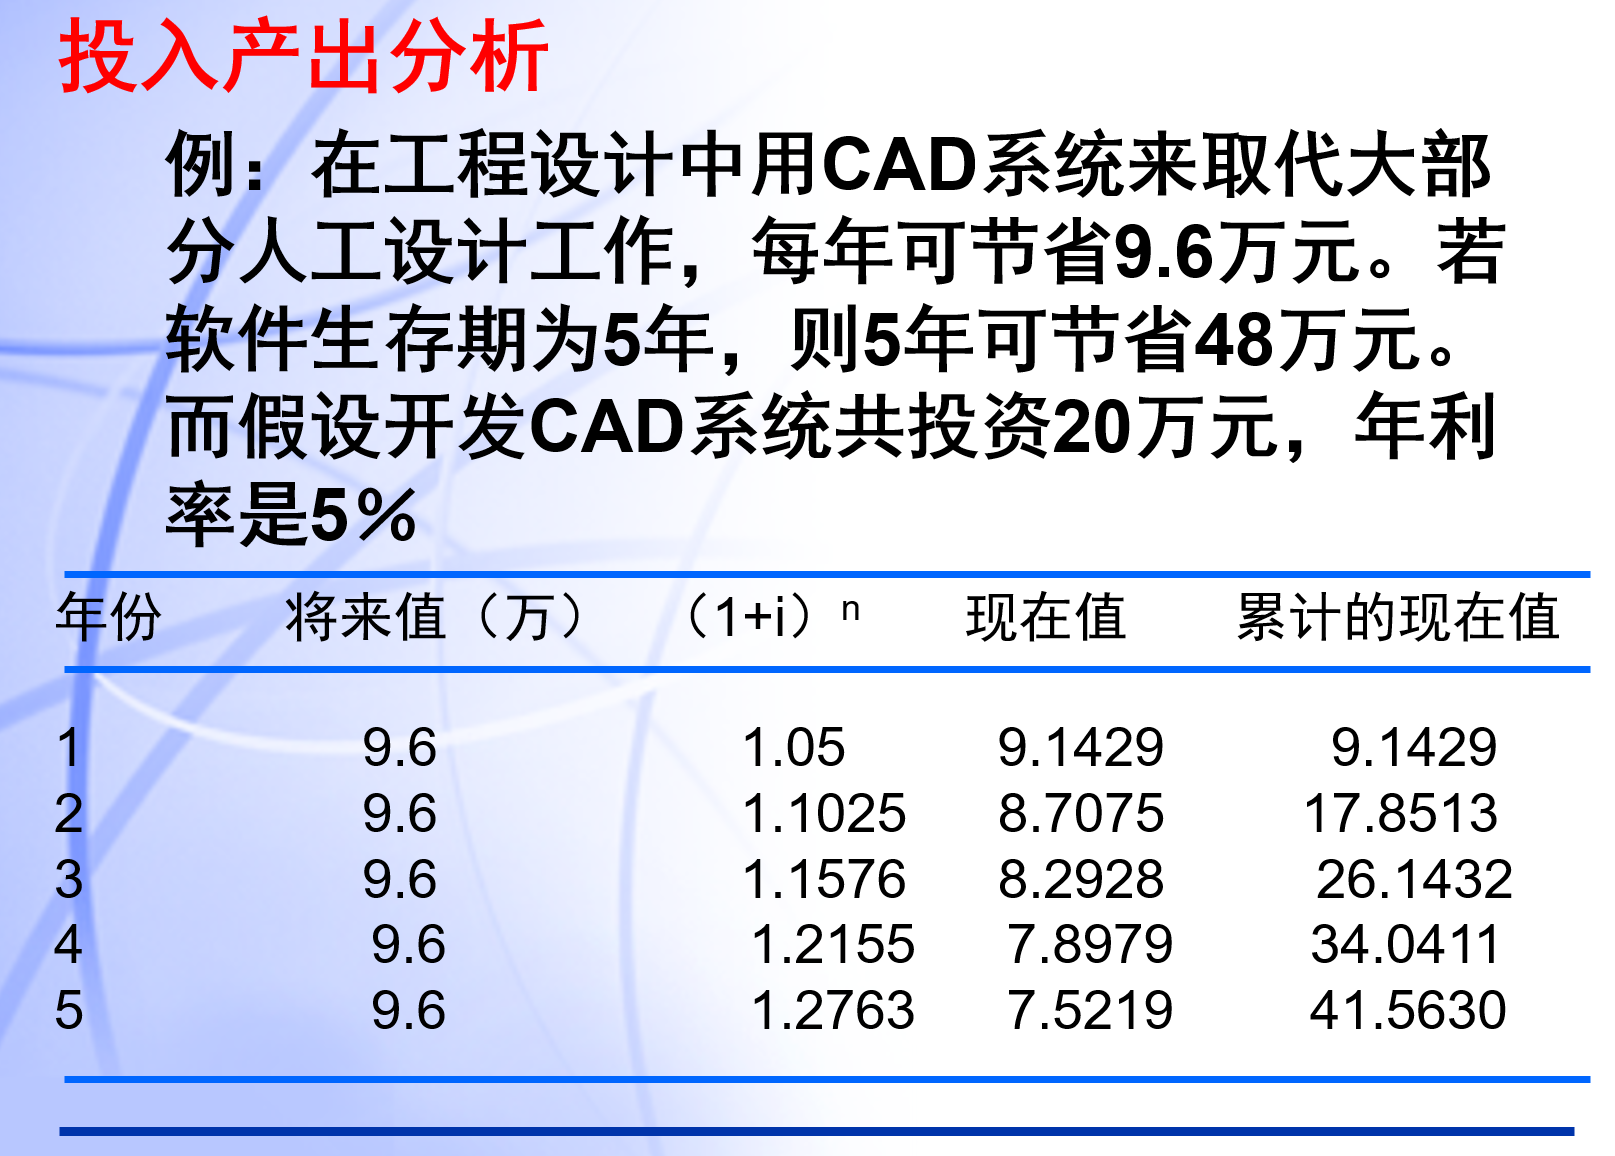 投入产出分析
例：在工程设计中用CAD系统来取代大部
分人工设计工作，每年可节省9.6万元。若
软件生存期为5年，则5年可节省48万元。
而假设开发CAD系统共投资20万元，年利
率是5%
年份 将来值（万） （1+i）ⁿ 现在值 累计的现在值
1 9.6 1.05 9.1429 9.1429
2 9.6 1.1025 8.7075 17.8513
3 9.6 1.1576 8.2928 26.1432
4 9.6 1.2155 7.8979 34.0411
5 9.6 1.2763 7.5219 41.5630